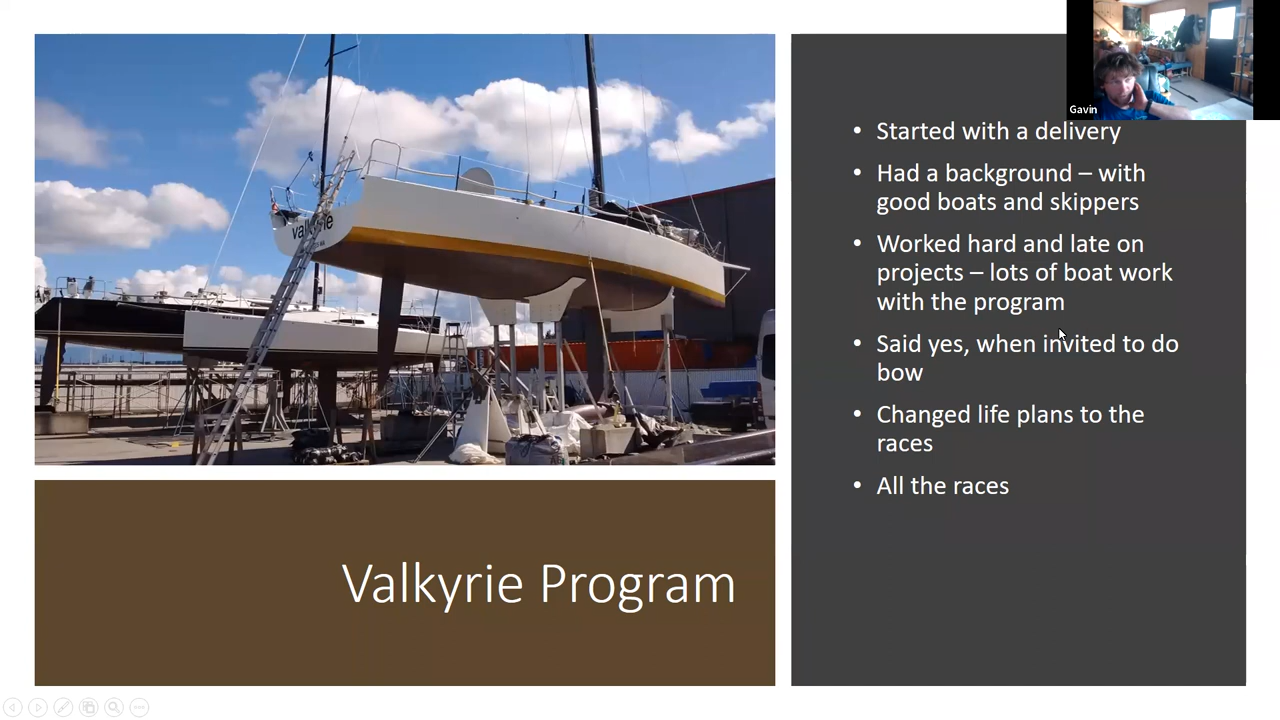 Gavin
• Started with a delivery
• Had a background – with
good boats and skippers
• Worked hard and late on
projects – lots of boat work
with the program
• Said yes, when invited to do
bow
• Changed life plans to the
races
• All the races
valkyrie
Valkyrie Program